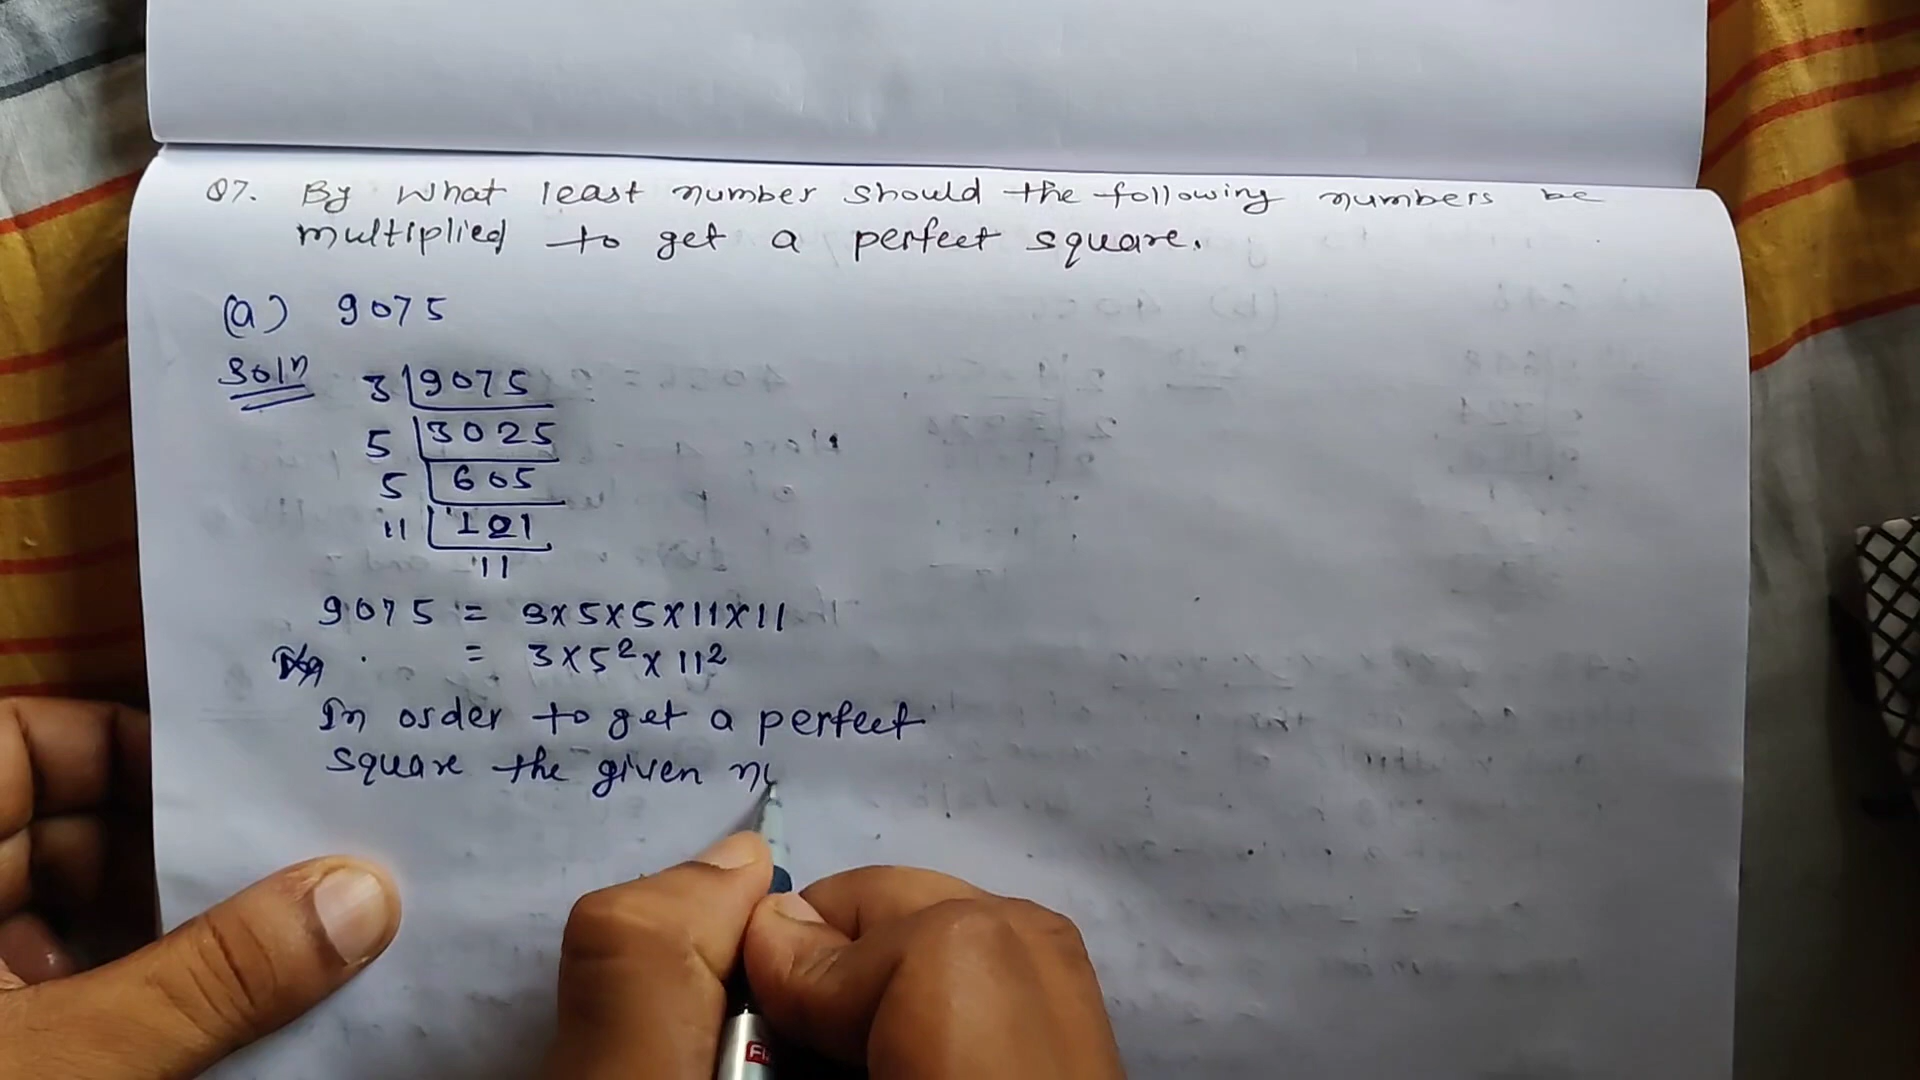 Q7. By what least number should the following numbers be
multiplied to get a perfect square.
(a) 9075
Soln
3 | 9075
5 | 3025
5 | 605
11 | 121
11
9075 = 3x5x5x11x11
= 3x5²x11²
In order to get a perfect
square the given nu